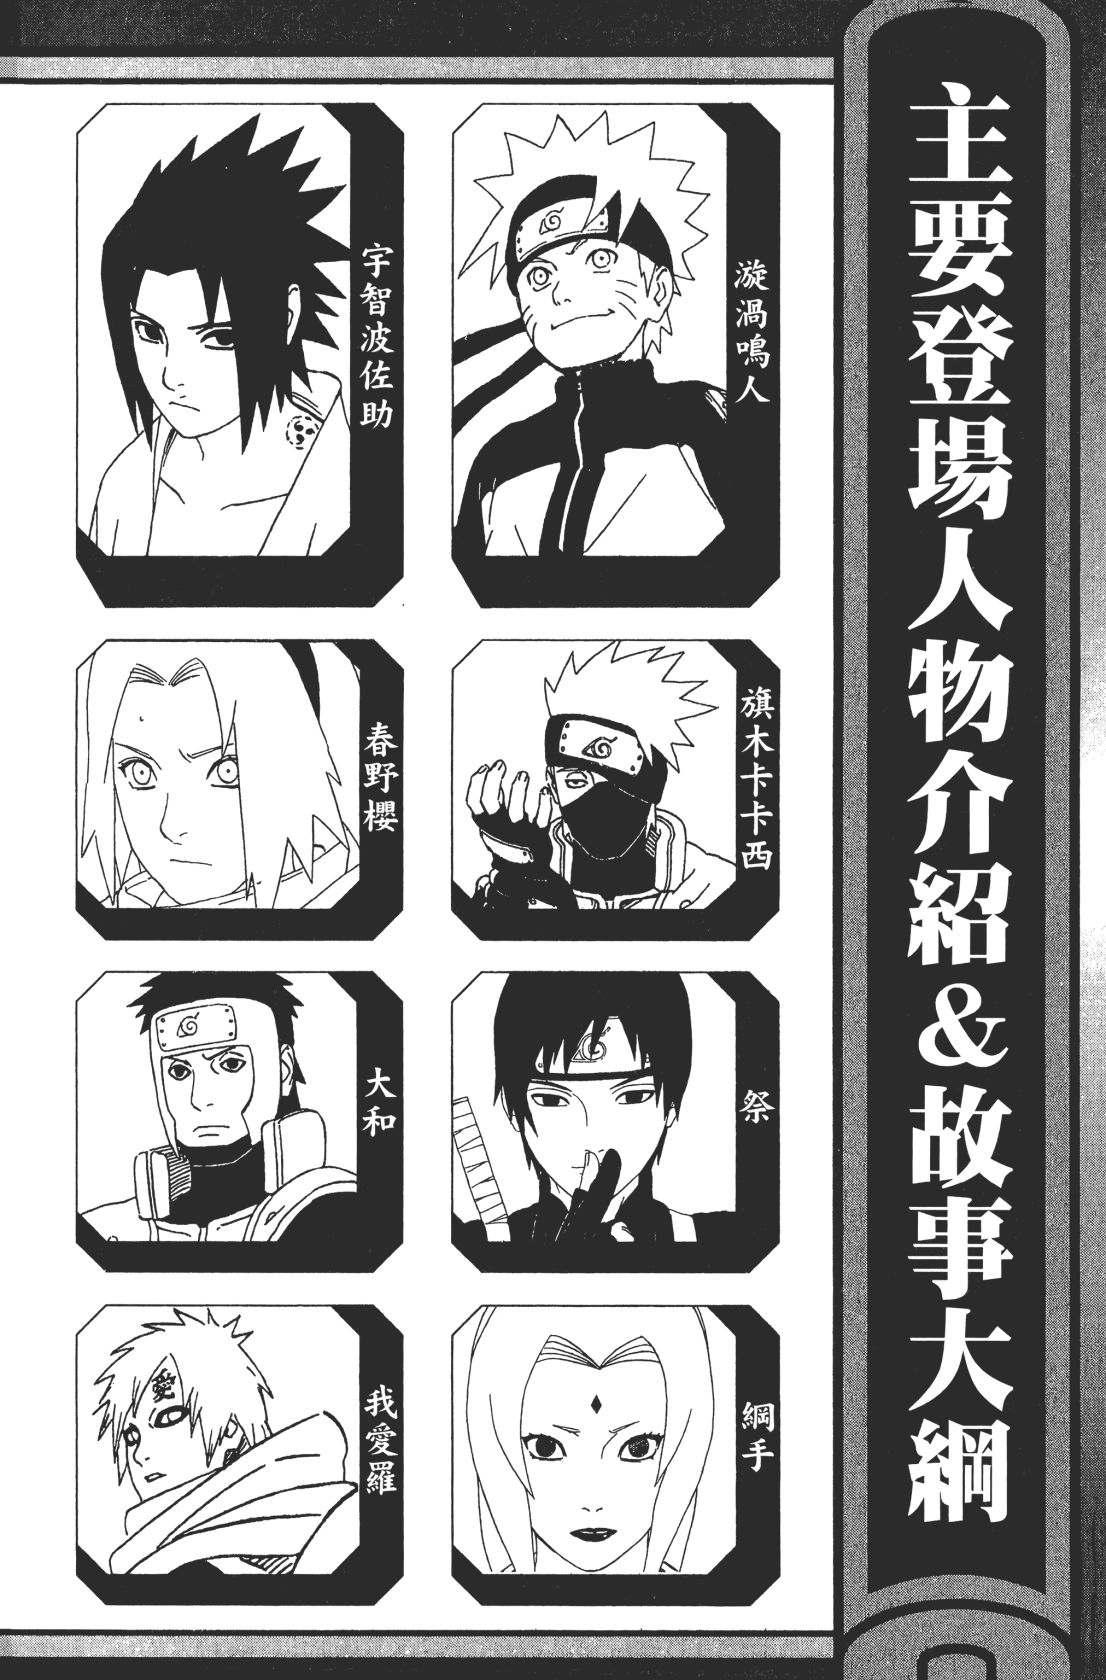 主要登場人物介紹&故事大綱
漩渦鳴人
宇智波佐助
旗木卡卡西
春野櫻
祭
大和
綱手
我愛羅
愛